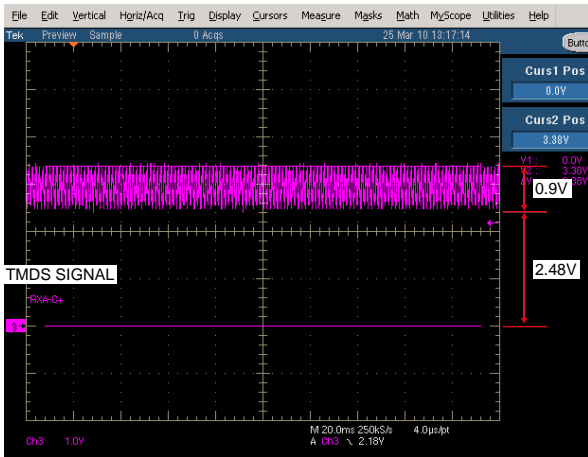 File Edit Vertical Horiz/Acq Trig Display Cursors Measure Masks Math MyScope Utilities Help
Tek Preview Sample 0 Acqs 25 Mar 10 13:17:14
Curs1 Pos
0.0V
Curs2 Pos
3.38V
V1: 0.0V
V2: 3.38V
0.9V
TMDS SIGNAL
2.48V
RXA-C+
3
M 20.0ms 250kS/s 4.0µs/pt
A Ch3 \ 2.18V
Ch3 1.0V